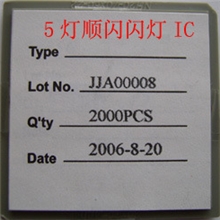 5灯顺闪闪灯 IC
Type
Lot No. JJA00008
Q'ty 2000PCS
Date 2006-8-20